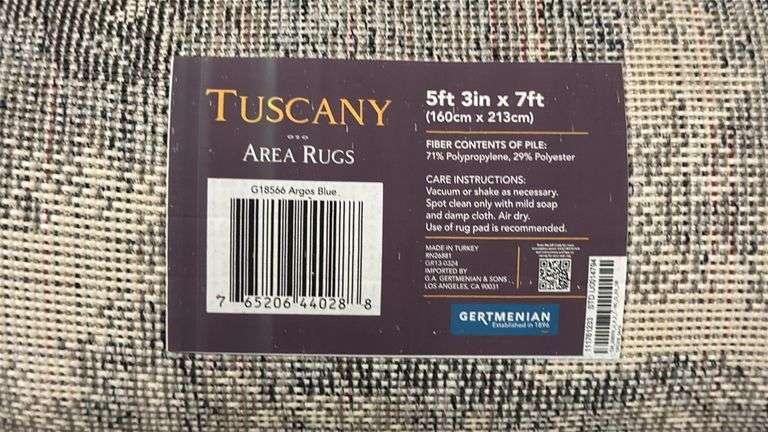 TUSCANY
AREA RUGS
G18566 Argos Blue
7 65206 44028 8
5ft 3in x 7ft
(160cm x 213cm)
FIBER CONTENTS OF PILE:
71% Polypropylene, 29% Polyester
CARE INSTRUCTIONS:
Vacuum or shake as necessary.
Spot clean only with mild soap
and damp cloth. Air dry.
Use of rug pad is recommended.
MADE IN TURKEY
RN26881
GR13-0324
IMPORTED BY
G.A. GERTMENIAN & SONS
LOS ANGELES, CA 90031
GERTMENIAN
Established in 1896